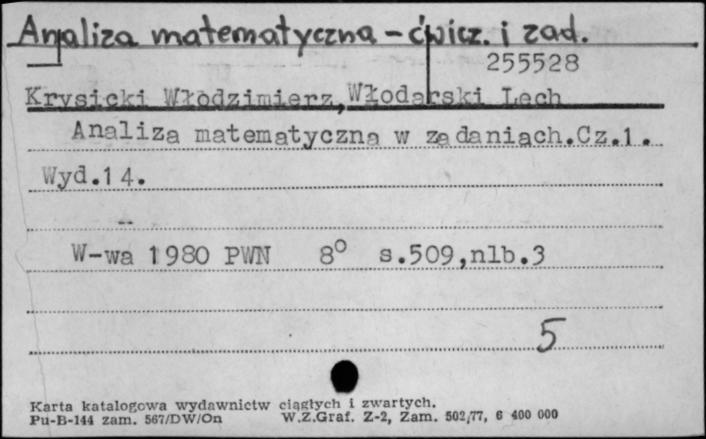 Analiza matematyczna - ćwicz. i zad.
255528
Krysicki Włodzimierz, Włodarski Lech
Analiza matematyczna w zadaniach.Cz.1.
Wyd.14.
W-wa 1980 PWN 8° s.509,nlb.3
5
Karta katalogowa wydawnictw ciągłych i zwartych.
Pu-B-144 zam. 567/DW/On W.Z.Graf. Z-2, Zam. 502/77, 6 400 000